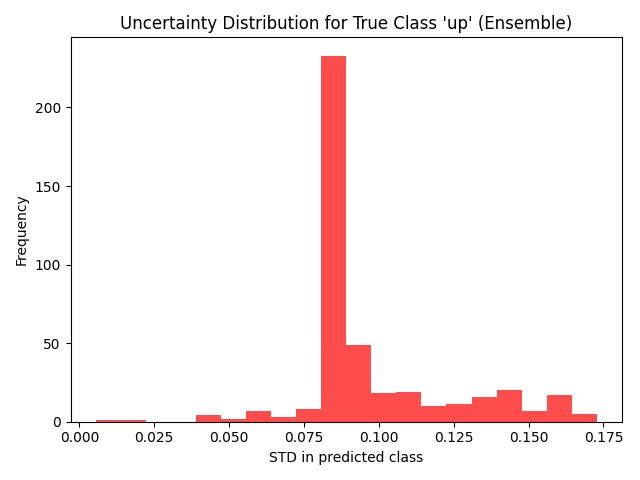 Uncertainty Distribution for True Class 'up' (Ensemble)
200
150
100
50
0
Frequency
0.000 0.025 0.050 0.075 0.100 0.125 0.150 0.175
STD in predicted class